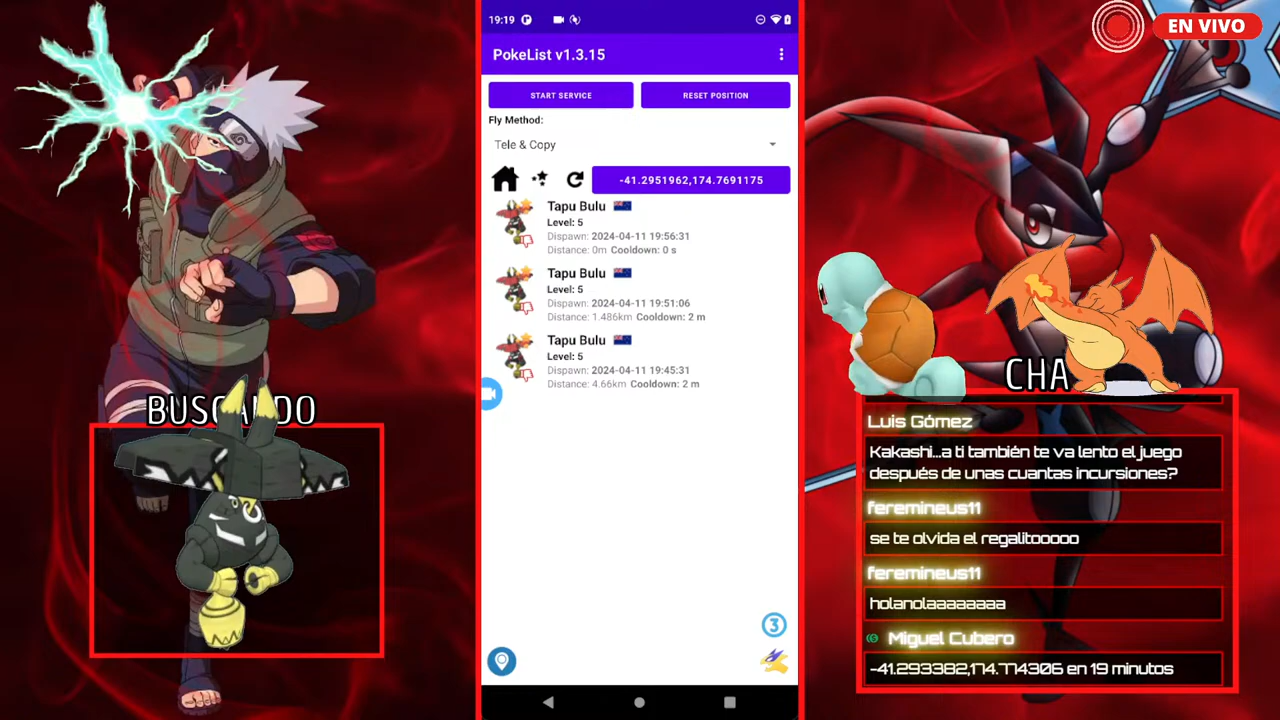 19:19
PokeList v1.3.15
START SERVICE
RESET POSITION
Fly Method:
Tele & Copy
-41.2951962,174.7691175
Tapu Bulu
Level: 5
Dispawn: 2024-04-11 19:56:31
Distance: 0m Cooldown: 0 s
Tapu Bulu
Level: 5
Dispawn: 2024-04-11 19:51:06
Distance: 1.486km Cooldown: 2 m
Tapu Bulu
Level: 5
Dispawn: 2024-04-11 19:45:31
Distance: 4.66km Cooldown: 2 m
3
EN VIVO
CHA
Luis Gómez
Kakashi...a ti también te va lento el juego
después de unas cuantas incursiones?
feremineus11
se te olvida el regalitooooo
feremineus11
holanolaaaaaaaa
Miguel Cubero
-41.293382,174.774306 en 19 minutos